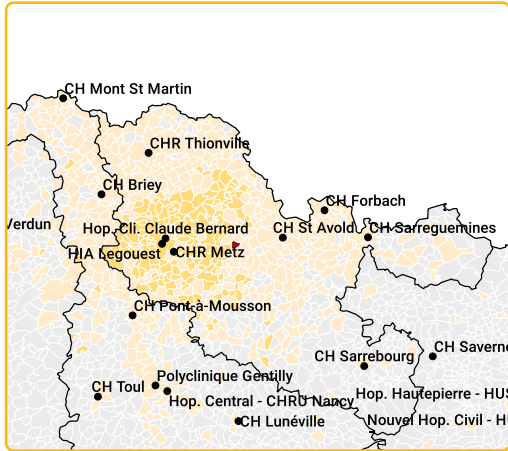 CH Mont St Martin
CHR Thionville
CH Briey
CH Forbach
Verdun
Hop. Cli. Claude Bernard
CH St Avold
CH Sarreguemines
HIA Legouest
CHR Metz
CH Pont-à-Mousson
CH Saverne
CH Sarrebourg
Polyclinique Gentilly
CH Toul
Hop. Central - CHRU Nancy
Hop. Hautepierre - HUS
CH Lunéville
Nouvel Hop. Civil - HU